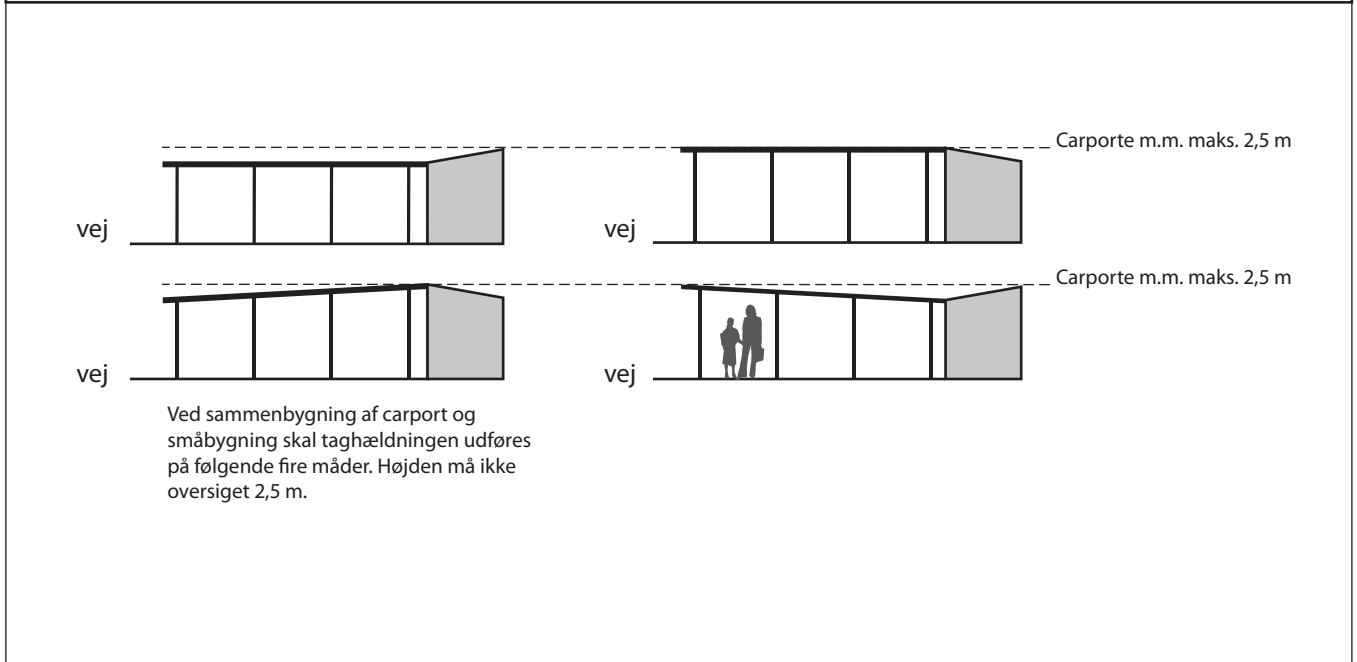 Carporte m.m. maks. 2,5 m
vej
vej
Carporte m.m. maks. 2,5 m
vej
vej
Ved sammenbygning af carport og
småbygning skal taghældningen udføres
på følgende fire måder. Højden må ikke
oversiget 2,5 m.